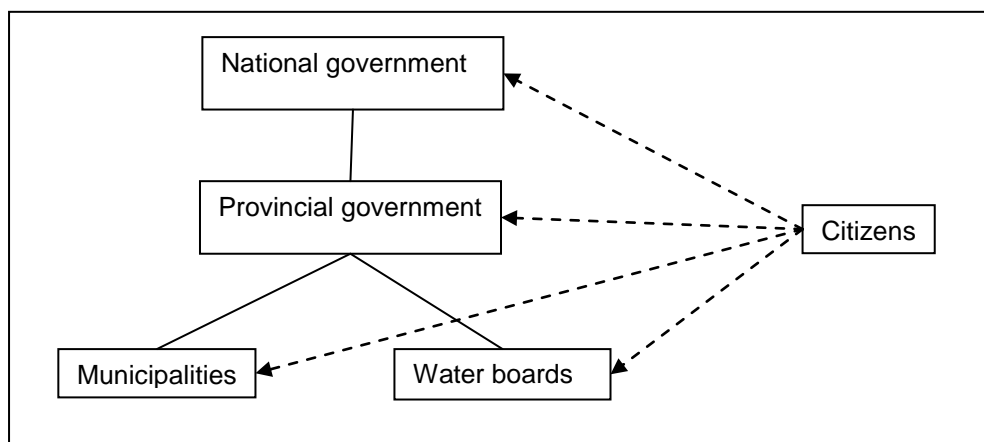 National government
Provincial government
Citizens
Municipalities
Water boards